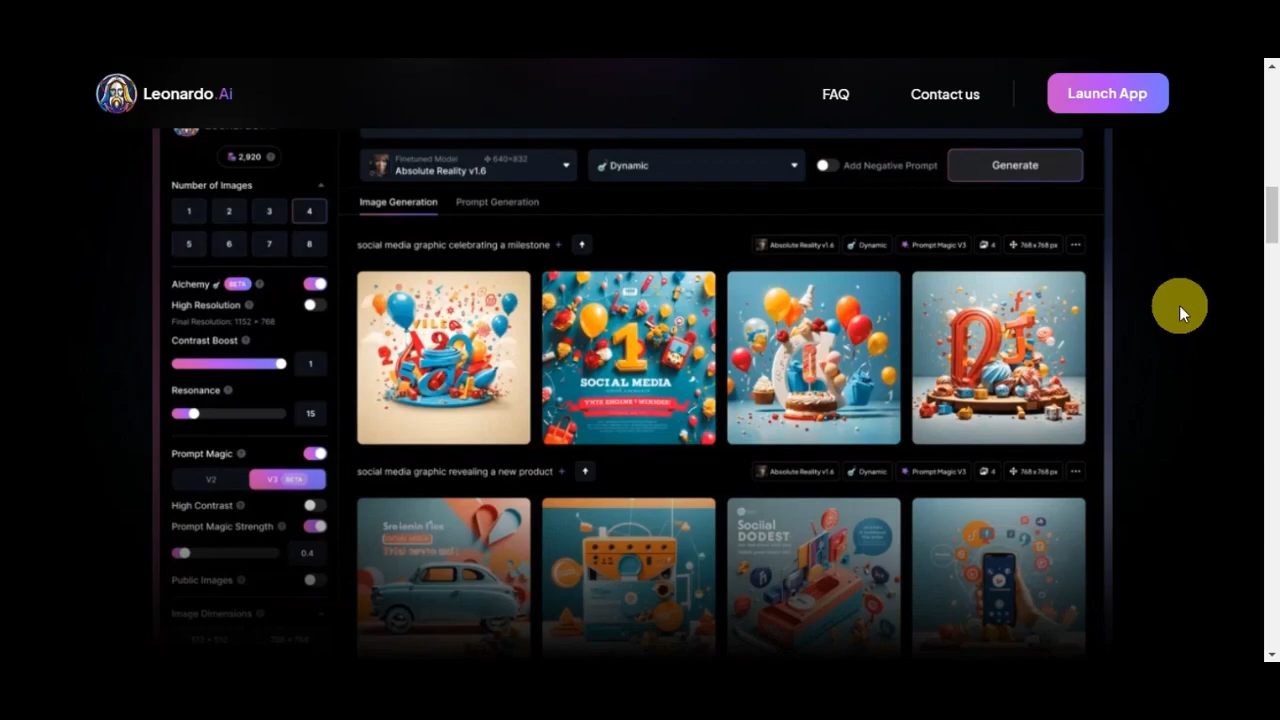 Leonardo.Ai
FAQ
Contact us
Launch App
2,920
Finetuned Model 640×832
Absolute Reality v1.6
Dynamic
Add Negative Prompt
Generate
Number of Images
1 2 3 4
5 6 7 8
Image Generation
Prompt Generation
social media graphic celebrating a milestone
Absolute Reality v1.6 Dynamic Prompt Magic V3 4 768 x 768 px
Alchemy BETA
High Resolution
Final Resolution: 1152 × 768
Contrast Boost
1
Resonance
15
Prompt Magic
V2 V3 BETA
High Contrast
Prompt Magic Strength
0.4
Public Images
Image Dimensions
1
SOCIAL MEDIA
social media graphic revealing a new product
Absolute Reality v1.6 Dynamic Prompt Magic V3 4 768 x 768 px
Social
DODEST